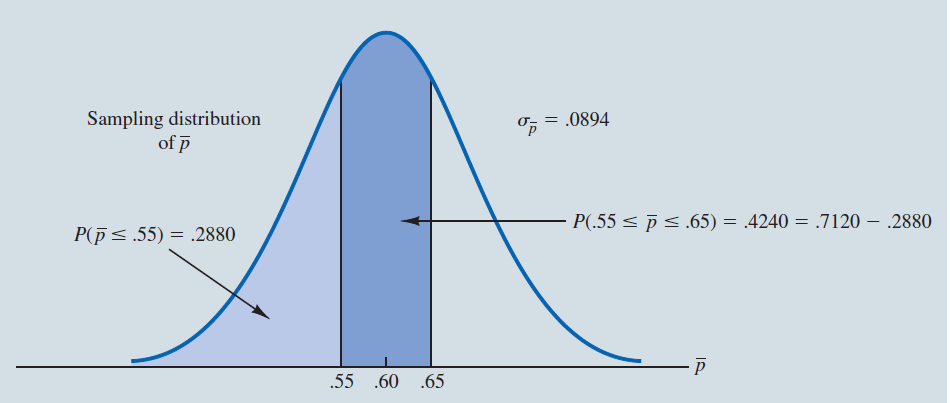 Sampling distribution
of p̅
σp̅ = .0894
P(p̅ ≤ .55) = .2880
P(.55 ≤ p̅ ≤ .65) = .4240 = .7120 − .2880
p̅
.55 .60 .65